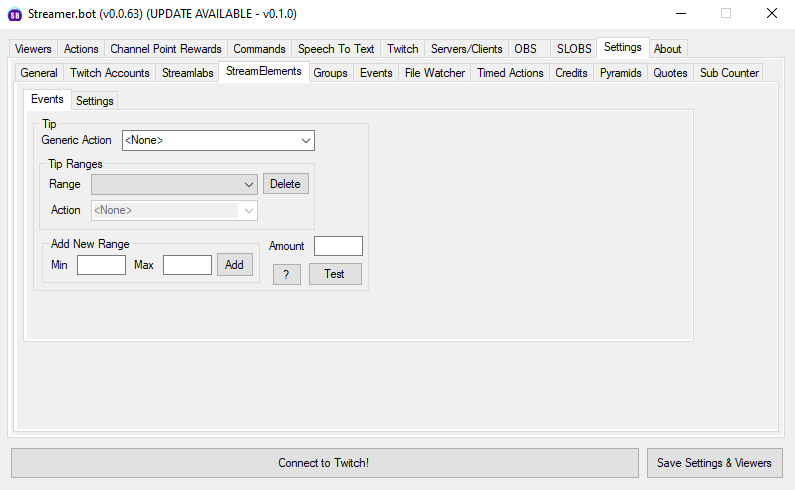 SB Streamer.bot (v0.0.63) (UPDATE AVAILABLE - v0.1.0)
Viewers Actions Channel Point Rewards Commands Speech To Text Twitch Servers/Clients OBS SLOBS Settings About
General Twitch Accounts Streamlabs StreamElements Groups Events File Watcher Timed Actions Credits Pyramids Quotes Sub Counter
Events Settings
Tip
Generic Action <None>
Tip Ranges
Range Delete
Action <None>
Add New Range Amount
Min Max Add ? Test
Connect to Twitch! Save Settings & Viewers